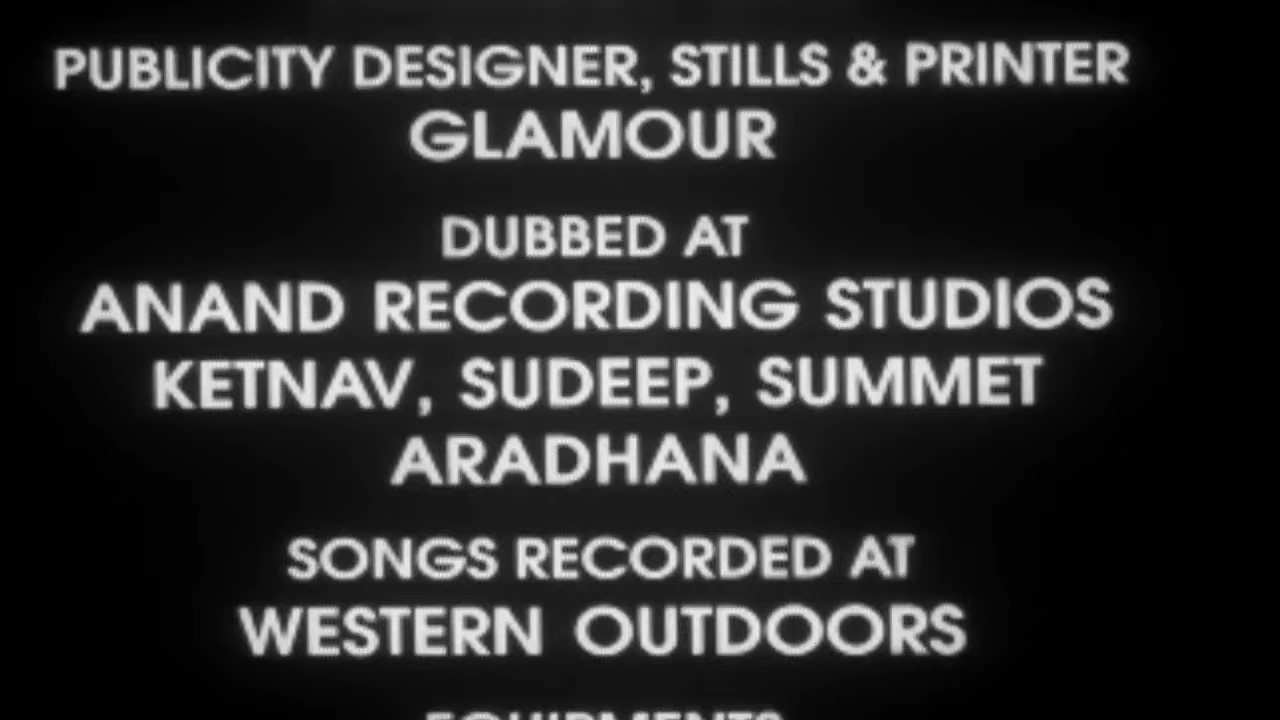 PUBLICITY DESIGNER, STILLS & PRINTER
GLAMOUR
DUBBED AT
ANAND RECORDING STUDIOS
KETNAV, SUDEEP, SUMMET
ARADHANA
SONGS RECORDED AT
WESTERN OUTDOORS
EQUIPMENTS